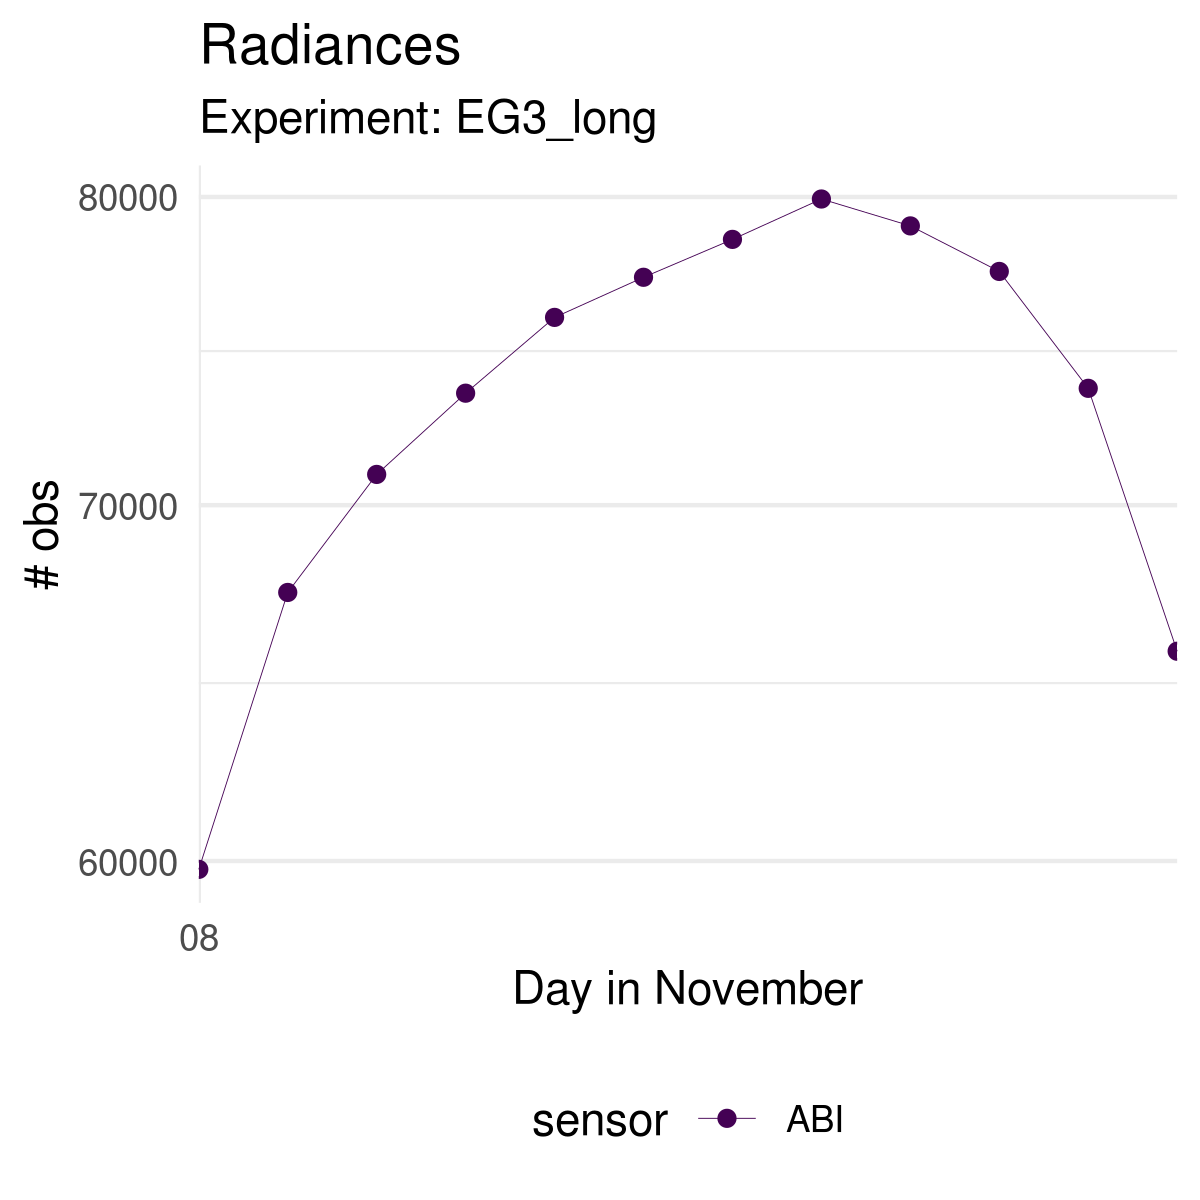 Radiances
Experiment: EG3_long
80000
70000
60000
# obs
08
Day in November
sensor ABI